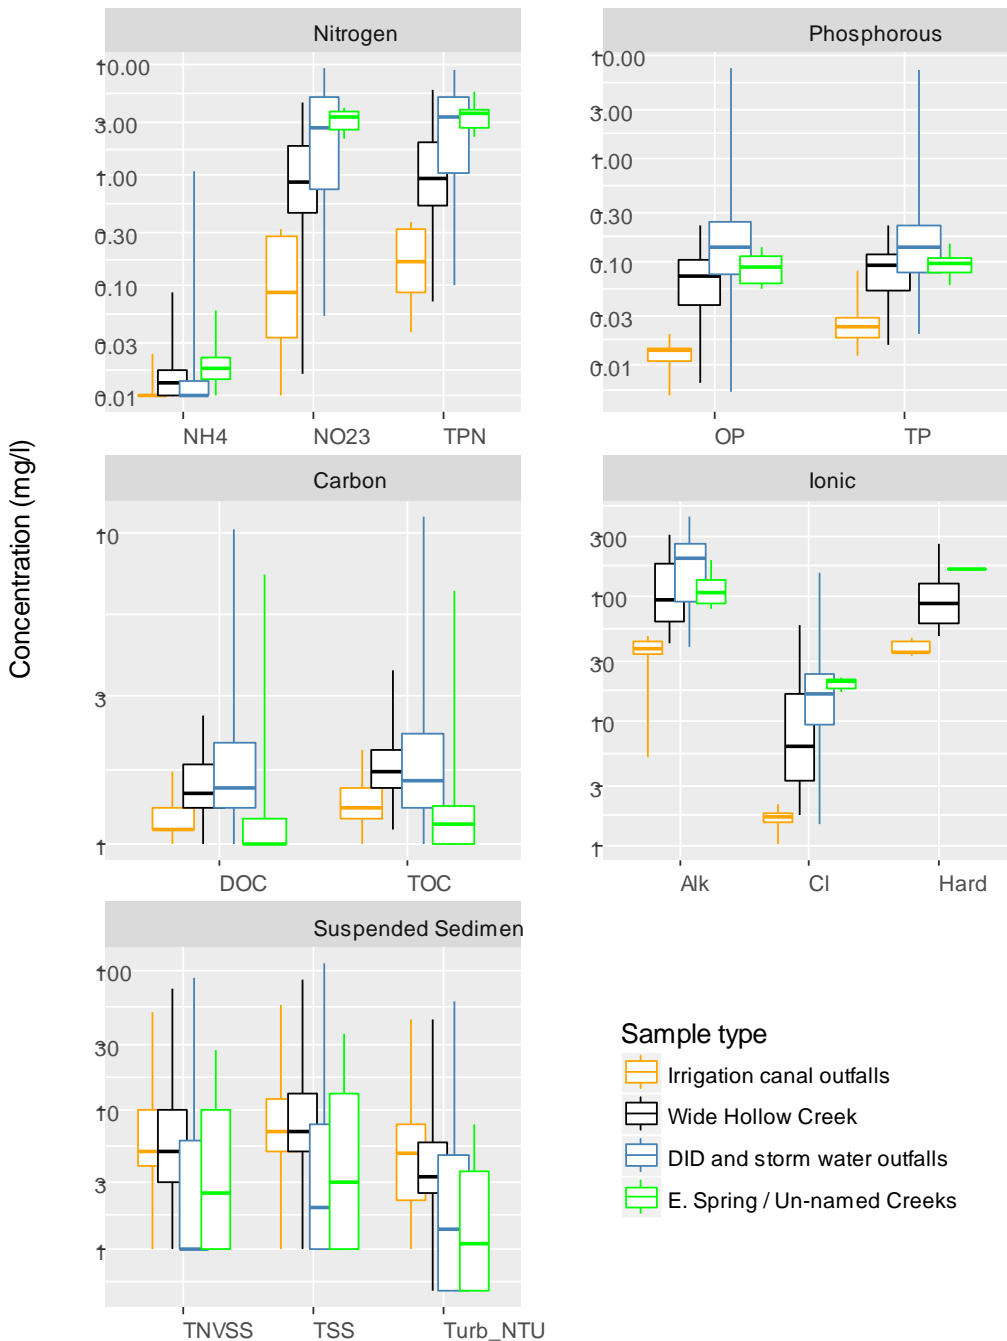 Nitrogen
10.00
3.00
1.00
0.30
0.10
0.03
0.01
NH4
NO23
TPN
Phosphorous
10.00
3.00
1.00
0.30
0.10
0.03
0.01
OP
TP
Concentration (mg/l)
Carbon
10
3
1
DOC
TOC
Ionic
300
100
30
10
3
1
Alk
Cl
Hard
Suspended Sedimen
100
30
10
3
1
TNVSS
TSS
Turb_NTU
Sample type
Irrigation canal outfalls
Wide Hollow Creek
DID and storm water outfalls
E. Spring / Un-named Creeks